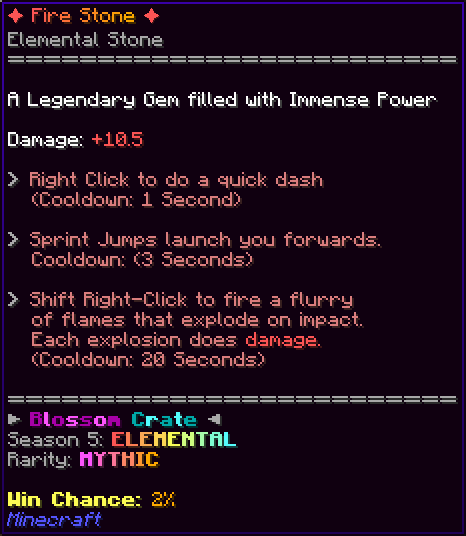 ✦ Fire Stone ✦
Elemental Stone
================================
A Legendary Gem filled with Immense Power
Damage: +10.5
> Right Click to do a quick dash
(Cooldown: 1 Second)
> Sprint Jumps launch you forwards.
Cooldown: (3 Seconds)
> Shift Right-Click to fire a flurry
of flames that explode on impact.
Each explosion does damage.
(Cooldown: 20 Seconds)
================================
► Blossom Crate ◄
Season 5: ELEMENTAL
Rarity: MYTHIC
Win Chance: 2%
Minecraft